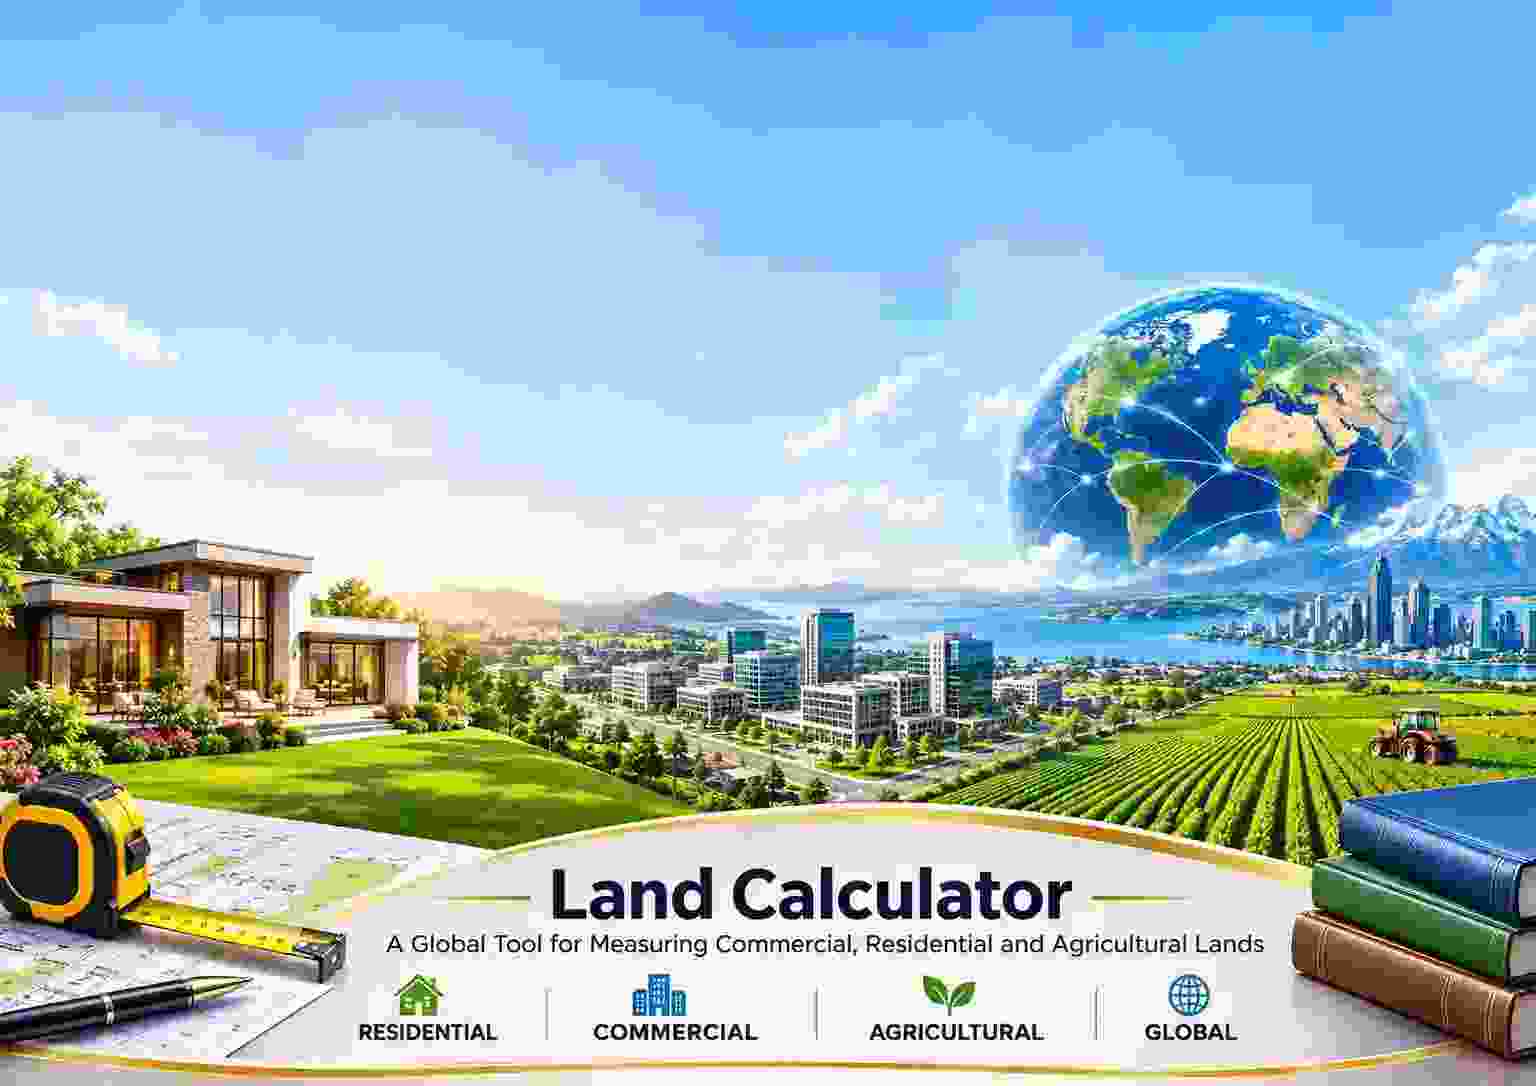 Land Calculator
A Global Tool for Measuring Commercial, Residential and Agricultural Lands
RESIDENTIAL
COMMERCIAL
AGRICULTURAL
GLOBAL